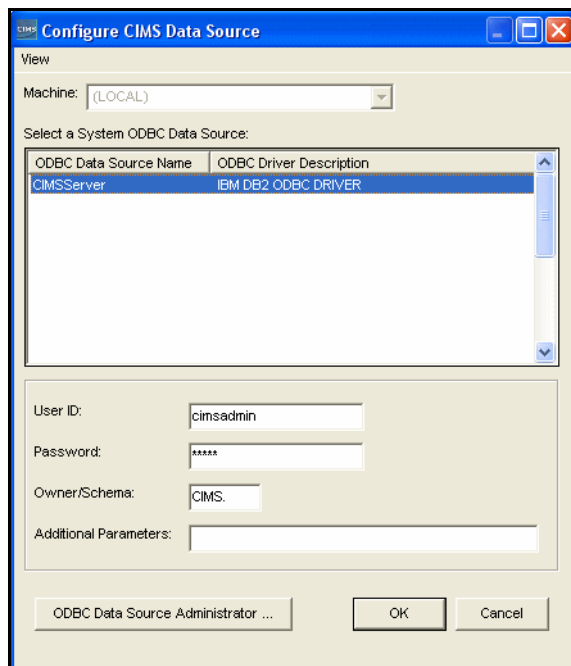 CIMS Configure CIMS Data Source
View
Machine: (LOCAL)
Select a System ODBC Data Source:
ODBC Data Source Name ODBC Driver Description
CIMSServer IBM DB2 ODBC DRIVER
User ID: cimsadmin
Password: *****
Owner/Schema: CIMS.
Additional Parameters:
ODBC Data Source Administrator ... OK Cancel